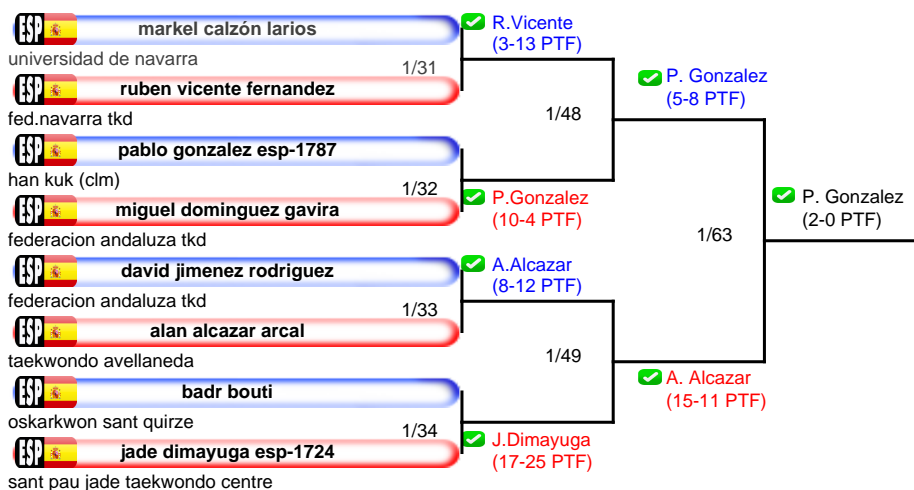 ESP markel calzón larios
universidad de navarra
1/31
ESP ruben vicente fernandez
fed.navarra tkd
R.Vicente
(3-13 PTF)
1/48
ESP pablo gonzalez esp-1787
han kuk (clm)
1/32
ESP miguel dominguez gavira
federacion andaluza tkd
P.Gonzalez
(10-4 PTF)
P. Gonzalez
(5-8 PTF)
ESP david jimenez rodriguez
federacion andaluza tkd
1/33
ESP alan alcazar arcal
taekwondo avellaneda
A.Alcazar
(8-12 PTF)
1/49
ESP badr bouti
oskarkwon sant quirze
1/34
ESP jade dimayuga esp-1724
sant pau jade taekwondo centre
J.Dimayuga
(17-25 PTF)
A. Alcazar
(15-11 PTF)
1/63
P. Gonzalez
(2-0 PTF)